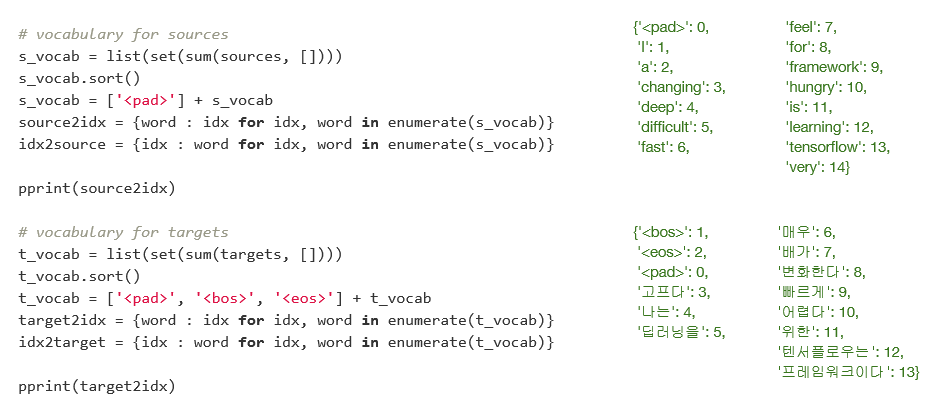 # vocabulary for sources
s_vocab = list(set(sum(sources, [])))
s_vocab.sort()
s_vocab = ['<pad>'] + s_vocab
source2idx = {word : idx for idx, word in enumerate(s_vocab)}
idx2source = {idx : word for idx, word in enumerate(s_vocab)}
pprint(source2idx)
{'<pad>': 0,
'I': 1,
'a': 2,
'changing': 3,
'deep': 4,
'difficult': 5,
'fast': 6,
'feel': 7,
'for': 8,
'framework': 9,
'hungry': 10,
'is': 11,
'learning': 12,
'tensorflow': 13,
'very': 14}
# vocabulary for targets
t_vocab = list(set(sum(targets, [])))
t_vocab.sort()
t_vocab = ['<pad>', '<bos>', '<eos>'] + t_vocab
target2idx = {word : idx for idx, word in enumerate(t_vocab)}
idx2target = {idx : word for idx, word in enumerate(t_vocab)}
pprint(target2idx)
{'<bos>': 1,
'<eos>': 2,
'<pad>': 0,
'고프다': 3,
'나는': 4,
'딥러닝을': 5,
'매우': 6,
'배가': 7,
'변화한다': 8,
'빠르게': 9,
'어렵다': 10,
'위한': 11,
'텐서플로우는': 12,
'프레임워크이다': 13}